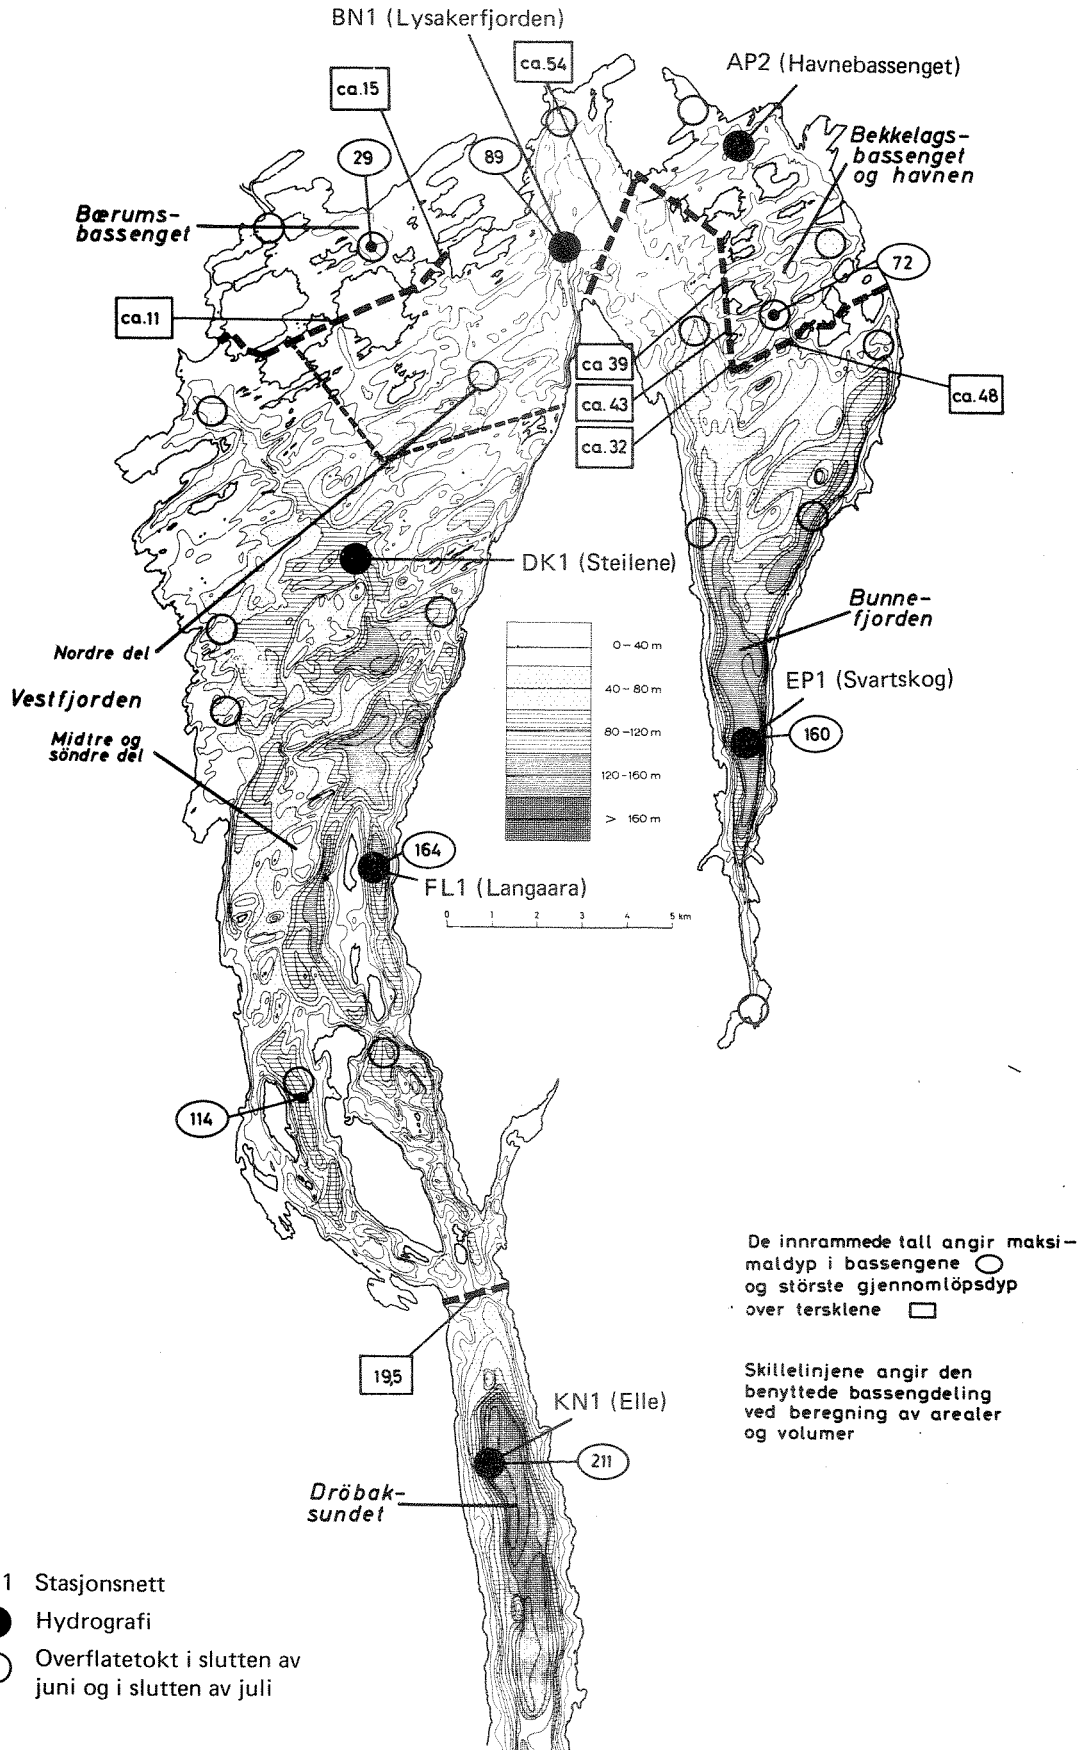 BN1 (Lysakerfjorden)
ca.54
AP2 (Havnebassenget)
ca.15
29
89
Bekkelags-
bassenget
og havnen
Bærums-
bassenget
72
ca.11
ca 39
ca. 43
ca. 32
ca.48
DK1 (Steilene)
Bunne-
fjorden
Nordre del
0-40 m
40-80 m
80-120 m
120-160 m
> 160 m
EP1 (Svartskog)
160
Vestfjorden
Midtre og
söndre del
164
FL1 (Langaara)
0 1 2 3 4 5 km
114
De innrammede tall angir maksi-
maldyp i bassengene
og störste gjennomlöpsdyp
over tersklene
19,5
Skillelinjene angir den
benyttede bassengdeling
ved beregning av arealer
og volumer
KN1 (Elle)
211
Dröbak-
sundet
1 Stasjonsnett
Hydrografi
Overflatetokt i slutten av
juni og i slutten av juli